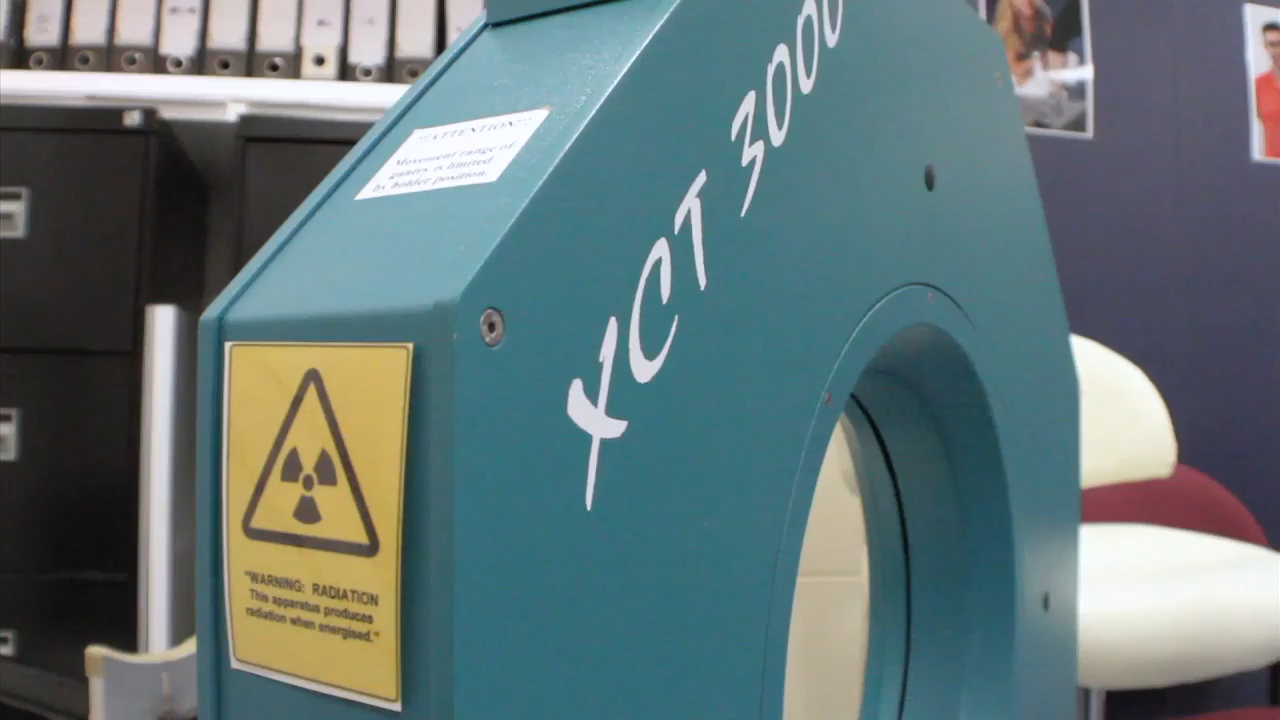 "!!ATTENTION!!"
Movement range of
gantry is limited
by holder position.
XCT 3000
"WARNING: RADIATION
This apparatus produces
radiation when energised."